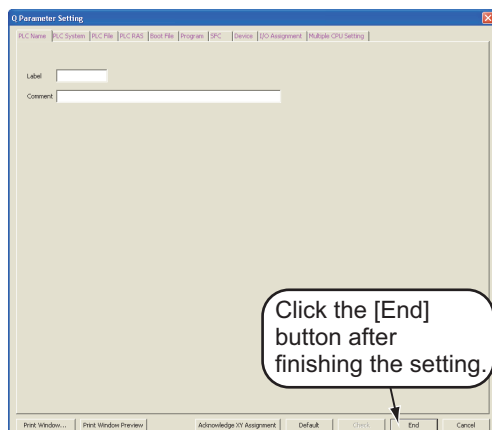 Q Parameter Setting
PLC Name PLC System PLC File PLC RAS Boot File Program SFC Device I/O Assignment Multiple CPU Setting
Label
Comment
Click the [End]
button after
finishing the setting.
Print Window... Print Window Preview Acknowledge XY Assignment Default Check End Cancel